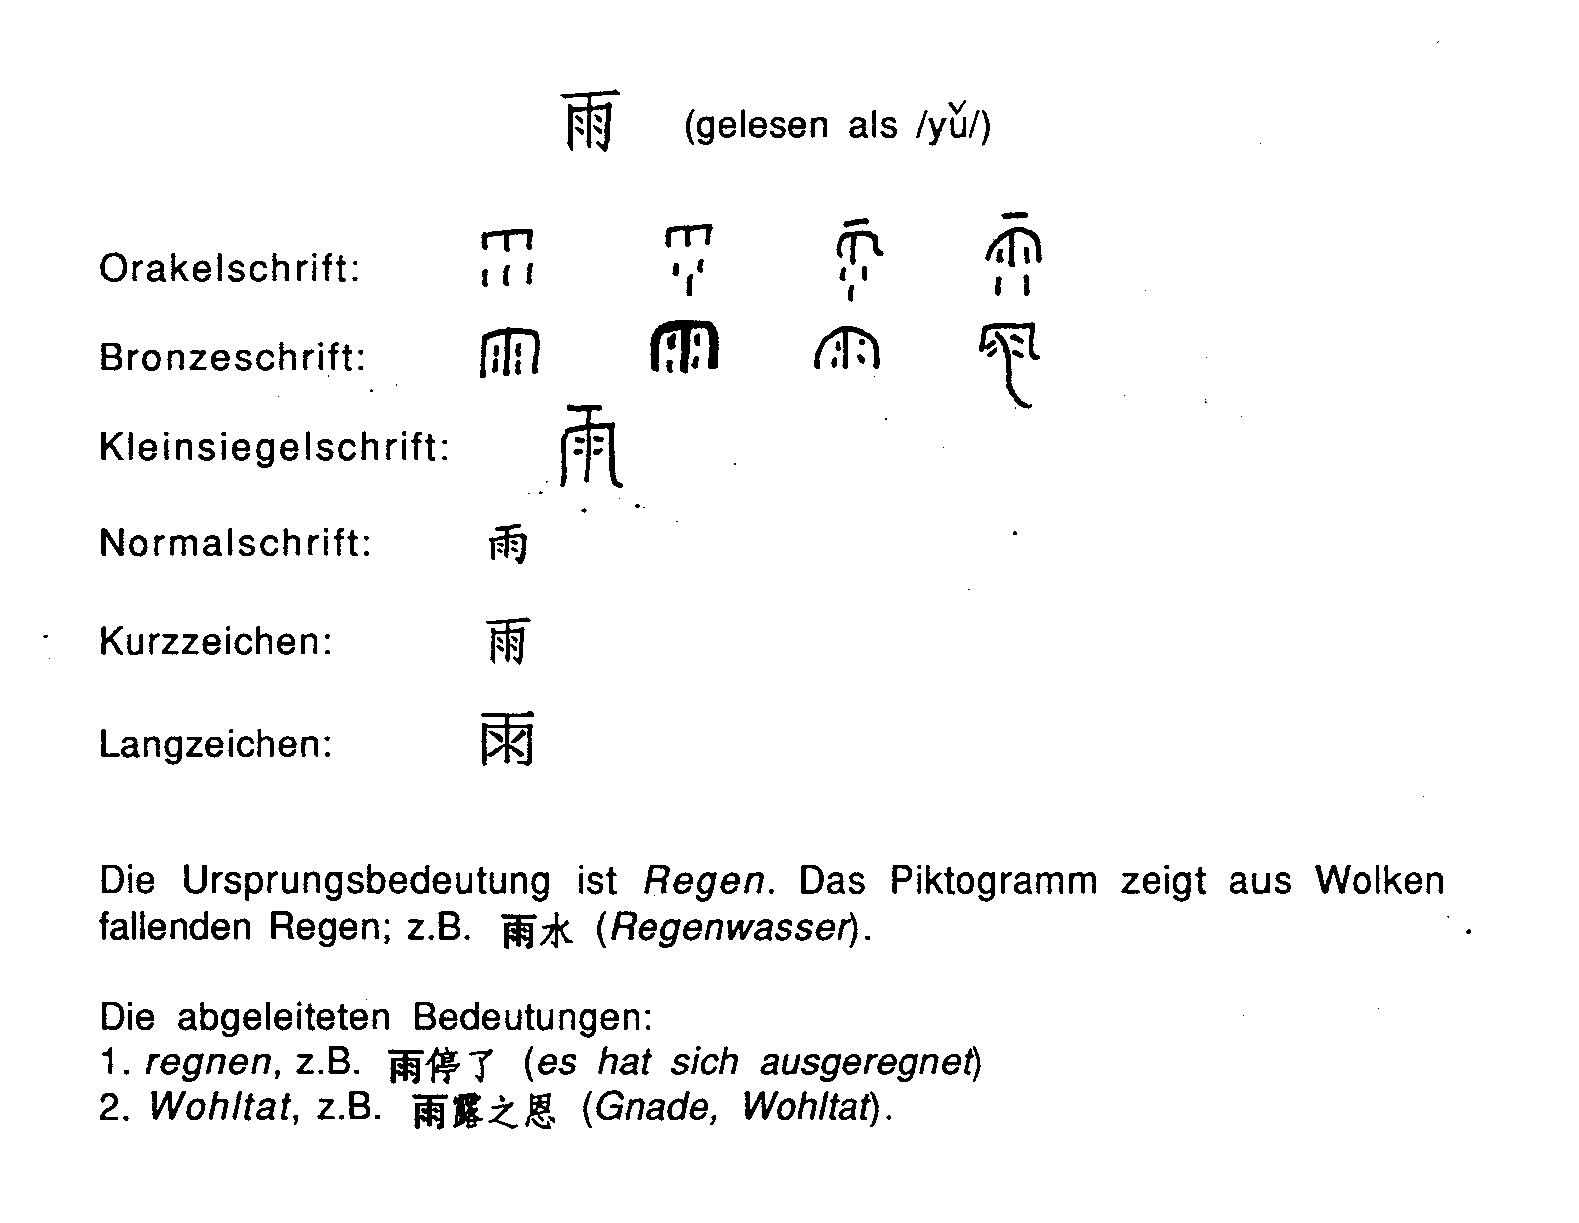 雨 (gelesen als /yǔ/)
Orakelschrift:
Bronzeschrift:
Kleinsiegelschrift:
Normalschrift: 雨
Kurzzeichen: 雨
Langzeichen: 雨
Die Ursprungsbedeutung ist Regen. Das Piktogramm zeigt aus Wolken
fallenden Regen; z.B. 雨水 (Regenwasser).
Die abgeleiteten Bedeutungen:
1. regnen, z.B. 雨停了 (es hat sich ausgeregnet)
2. Wohltat, z.B. 雨露之恩 (Gnade, Wohltat).